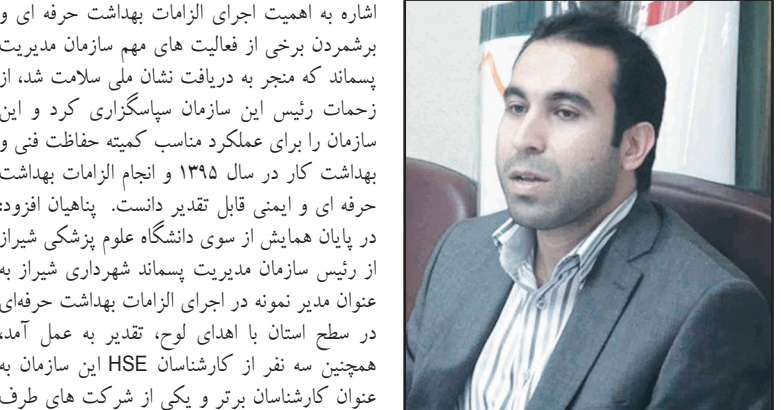 اشاره به اهمیت اجرای الزامات بهداشت حرفه ای و
برشمردن برخی از فعالیت های مهم سازمان مدیریت
پسماند که منجر به دریافت نشان ملی سلامت شد، از
زحمات رئیس این سازمان سپاسگزاری کرد و این
سازمان را برای عملکرد مناسب کمیته حفاظت فنی و
بهداشت کار در سال ۱۳۹۵ و انجام الزامات بهداشت
حرفه ای و ایمنی قابل تقدیر دانست. پناهیان افزود:
در پایان همایش از سوی دانشگاه علوم پزشکی شیراز
از رئیس سازمان مدیریت پسماند شهرداری شیراز به
عنوان مدیر نمونه در اجرای الزامات بهداشت حرفه‌ای
در سطح استان با اهدای لوح، تقدیر به عمل آمد،
همچنین سه نفر از کارشناسان HSE این سازمان به
عنوان کارشناسان برتر و یکی از شرکت های طرف